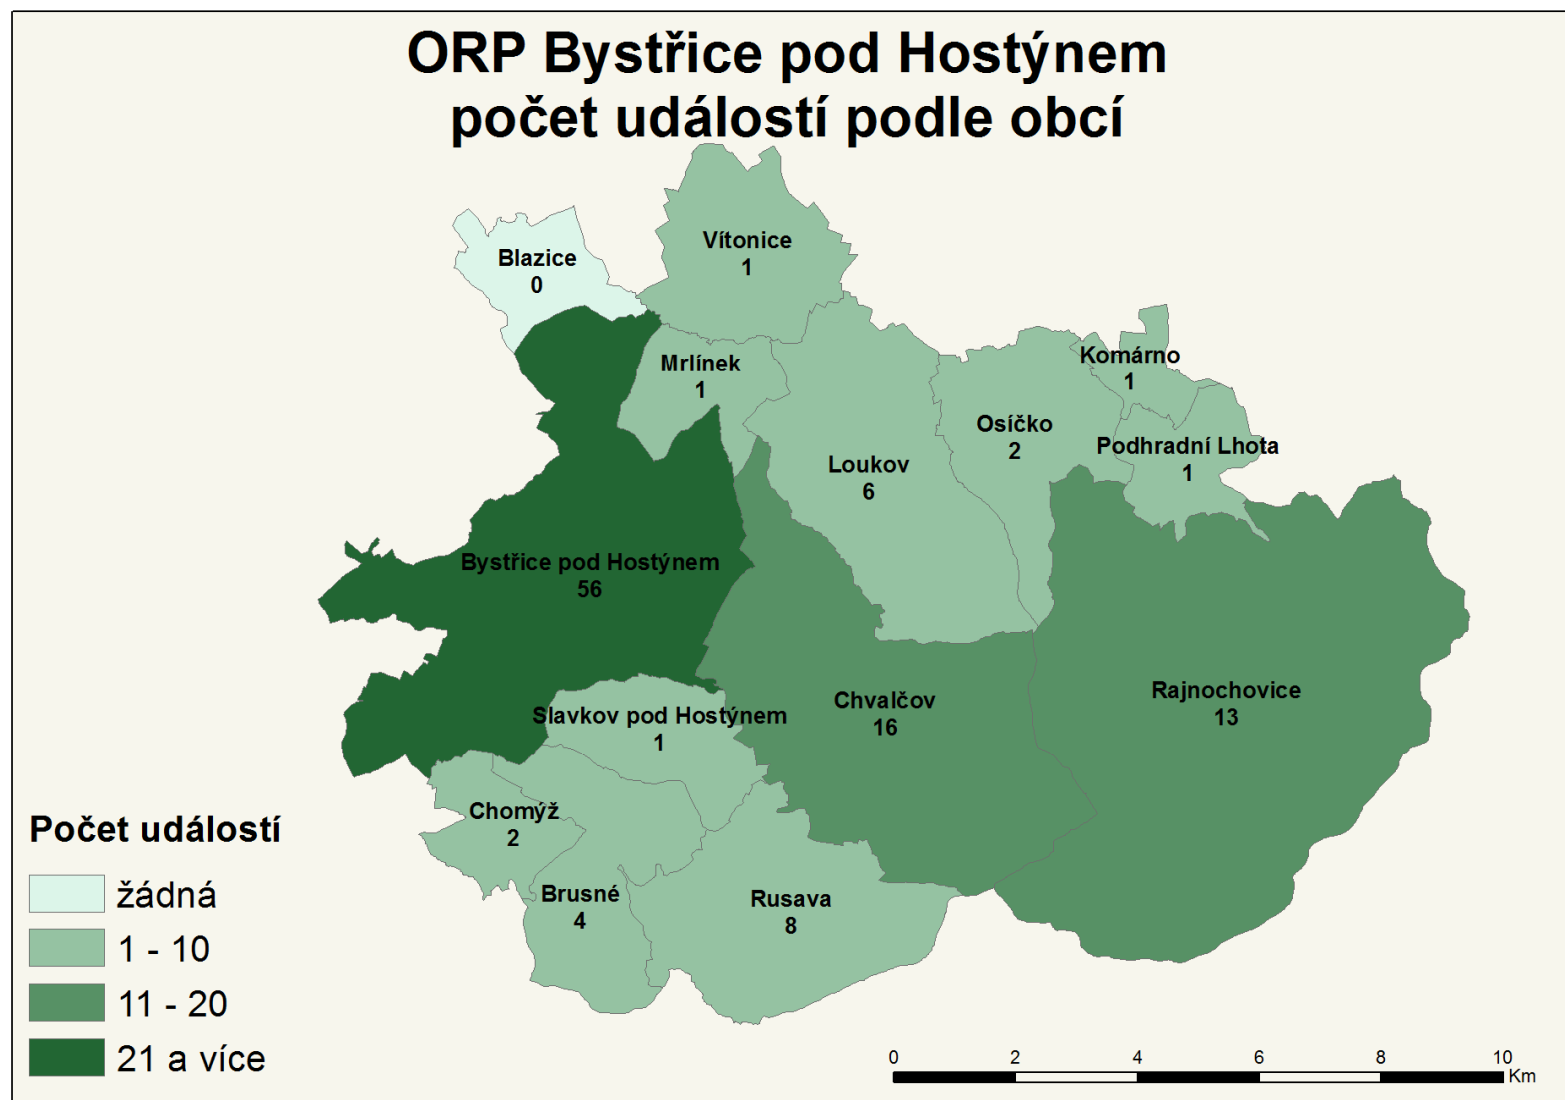 ORP Bystřice pod Hostýnem
počet událostí podle obcí
Vítonice
1
Blazice
0
Komárno
1
Mrlínek
1
Osíčko
2
Podhradní Lhota
1
Loukov
6
Bystřice pod Hostýnem
56
Rajnochovice
13
Chvalčov
16
Slavkov pod Hostýnem
1
Chomýž
2
Brusné
4
Rusava
8
Počet událostí
žádná
1 - 10
11 - 20
21 a více
0 2 4 6 8 10
Km